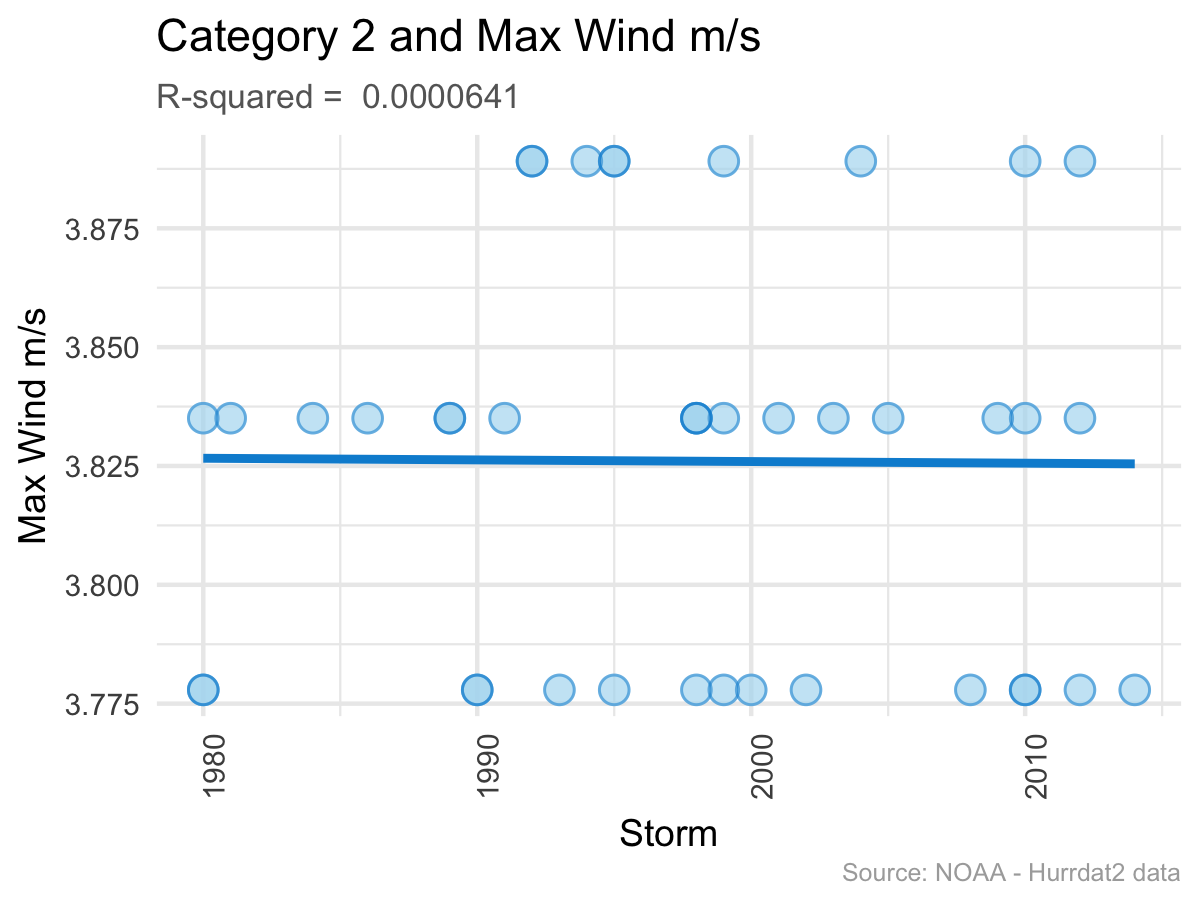 Category 2 and Max Wind m/s
R-squared =  0.0000641
Max Wind m/s
3.875
3.850
3.825
3.800
3.775
1980
1990
2000
2010
Storm
Source: NOAA - Hurrdat2 data